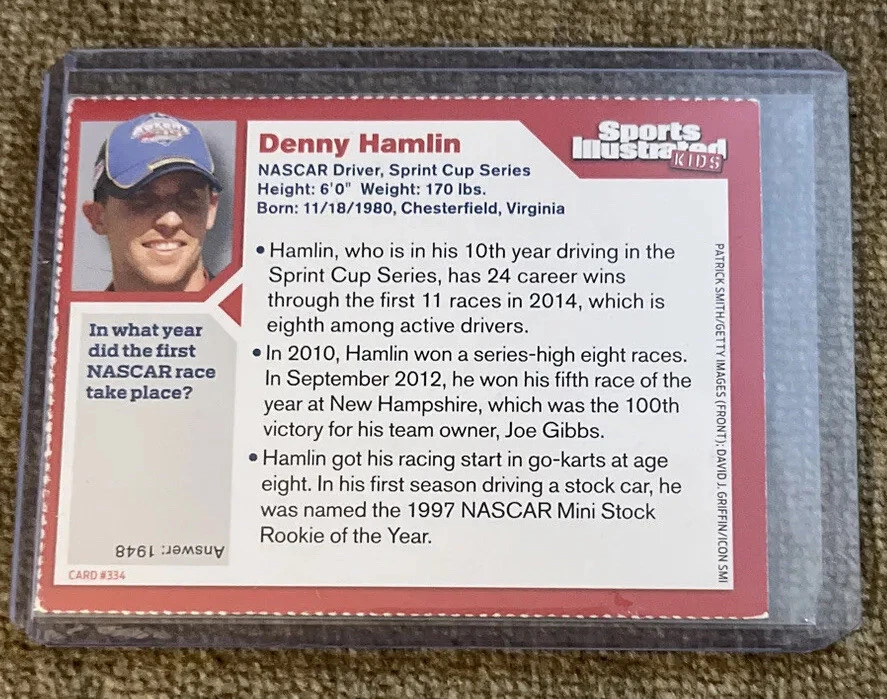 Denny Hamlin
NASCAR Driver, Sprint Cup Series
Height: 6'0" Weight: 170 lbs.
Born: 11/18/1980, Chesterfield, Virginia
Sports
Illustrated
KIDS
• Hamlin, who is in his 10th year driving in the
Sprint Cup Series, has 24 career wins
through the first 11 races in 2014, which is
eighth among active drivers.
• In 2010, Hamlin won a series-high eight races.
In September 2012, he won his fifth race of the
year at New Hampshire, which was the 100th
victory for his team owner, Joe Gibbs.
• Hamlin got his racing start in go-karts at age
eight. In his first season driving a stock car, he
was named the 1997 NASCAR Mini Stock
Rookie of the Year.
In what year
did the first
NASCAR race
take place?
Answer: 1948
CARD #334
PATRICK SMITH/GETTY IMAGES (FRONT); DAVID J. GRIFFIN/ICON SMI